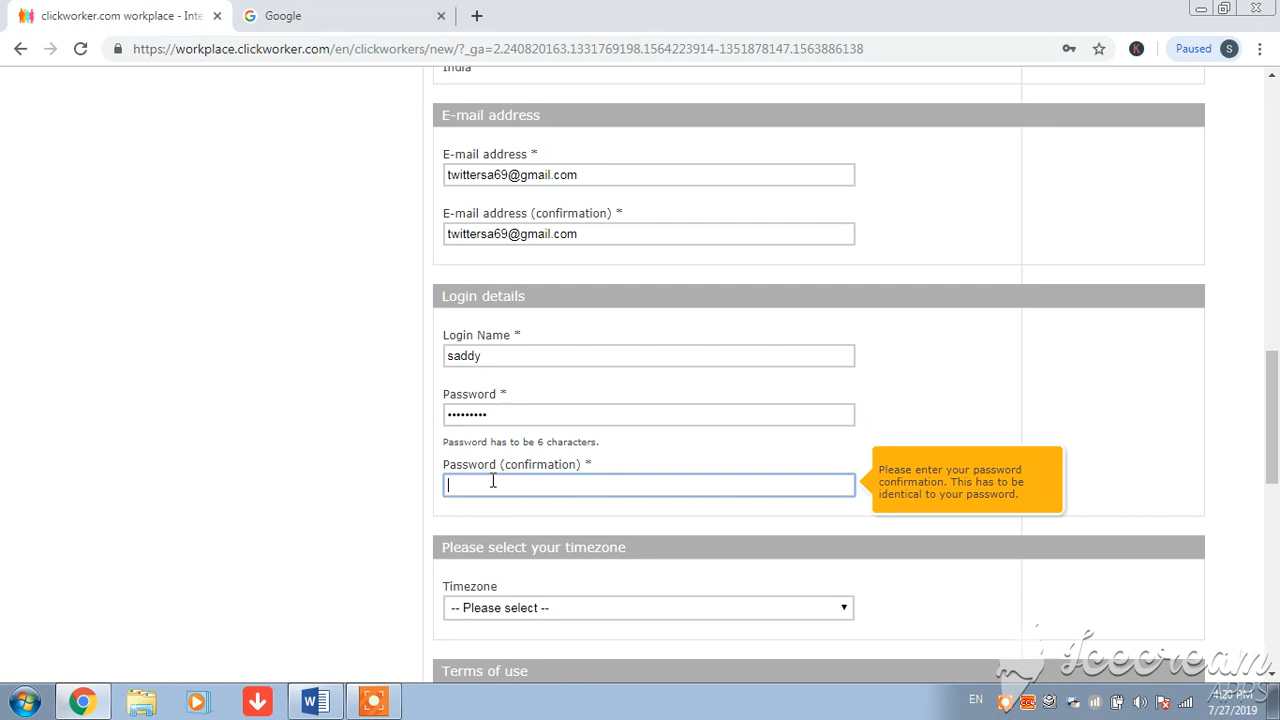 clickworker.com workplace - Inte
Google
https://workplace.clickworker.com/en/clickworkers/new/?_ga=2.240820163.1331769198.1564223914-1351878147.1563886138
K
Paused
S
India
E-mail address
E-mail address *
twittersa69@gmail.com
E-mail address (confirmation) *
twittersa69@gmail.com
Login details
Login Name *
saddy
Password *
•••••••••
Password has to be 6 characters.
Password (confirmation) *
Please enter your password
confirmation. This has to be
identical to your password.
Please select your timezone
Timezone
-- Please select --
Terms of use
Icecream
APPS
EN
4:20 PM
7/27/2019